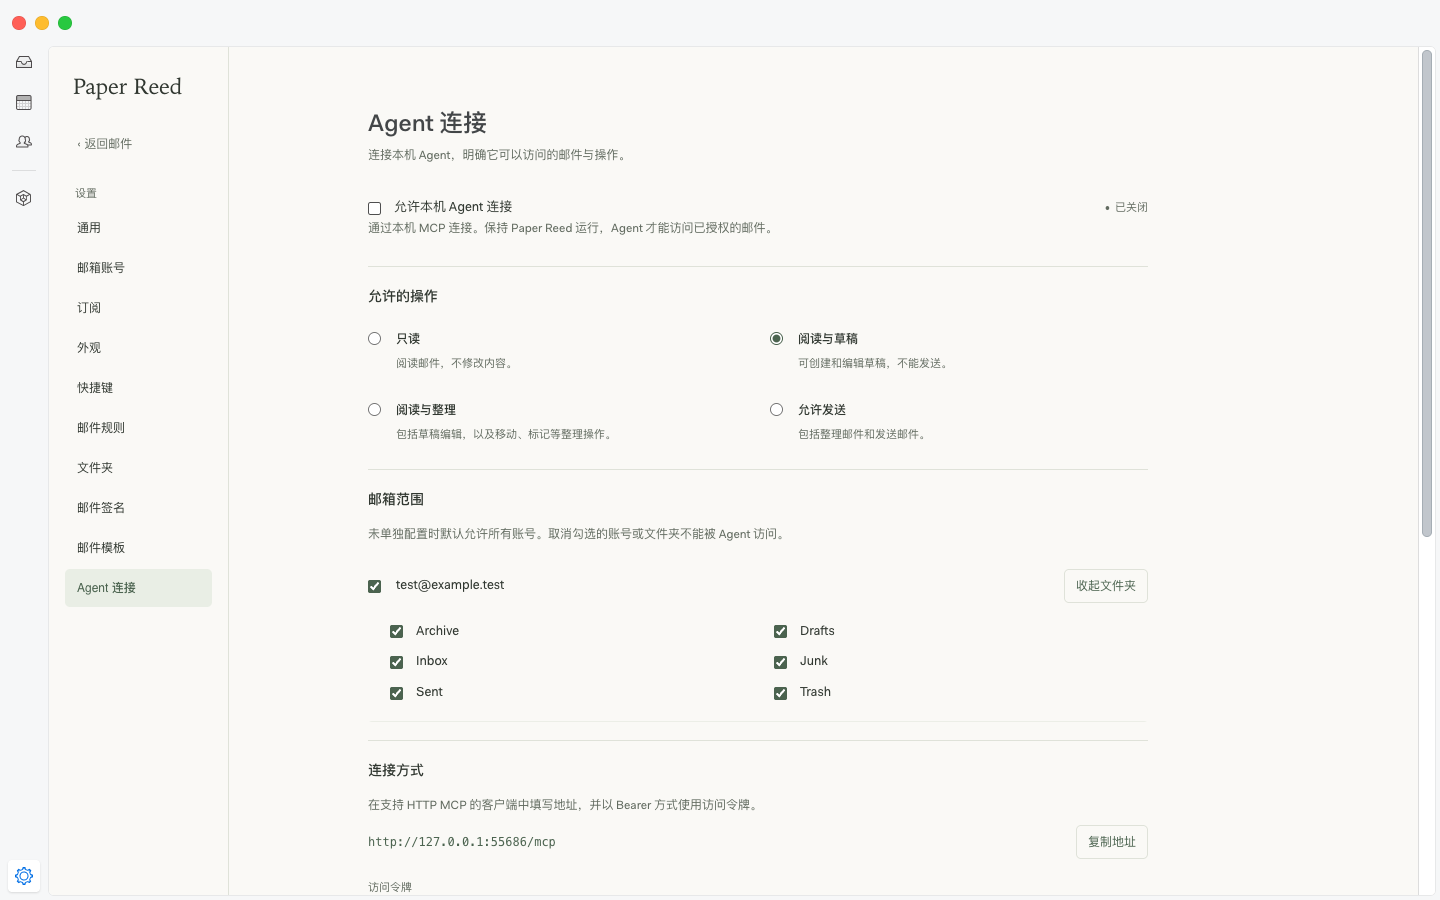 Paper Reed
‹ 返回邮件
设置
通用
邮箱账号
订阅
外观
快捷键
邮件规则
文件夹
邮件签名
邮件模板
Agent 连接
Agent 连接
连接本机 Agent，明确它可以访问的邮件与操作。
允许本机 Agent 连接
• 已关闭
通过本机 MCP 连接。保持 Paper Reed 运行，Agent 才能访问已授权的邮件。
允许的操作
只读
阅读邮件，不修改内容。
阅读与草稿
可创建和编辑草稿，不能发送。
阅读与整理
包括草稿编辑，以及移动、标记等整理操作。
允许发送
包括整理邮件和发送邮件。
邮箱范围
未单独配置时默认允许所有账号。取消勾选的账号或文件夹不能被 Agent 访问。
test@example.test
收起文件夹
Archive
Drafts
Inbox
Junk
Sent
Trash
连接方式
在支持 HTTP MCP 的客户端中填写地址，并以 Bearer 方式使用访问令牌。
http://127.0.0.1:55686/mcp
复制地址
访问令牌